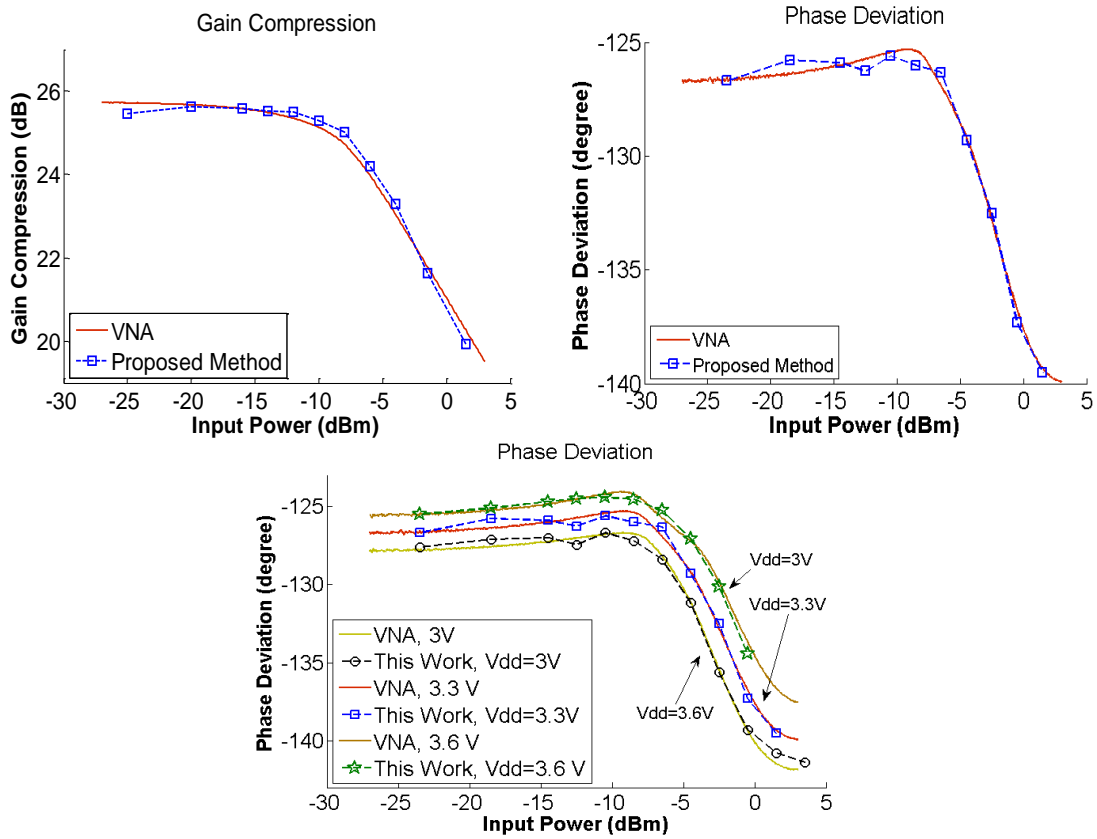 Gain Compression
Gain Compression (dB)
26
24
22
20
VNA
Proposed Method
-30 -25 -20 -15 -10 -5 0 5
Input Power (dBm)
Phase Deviation
Phase Deviation (degree)
-125
-130
-135
-140
VNA
Proposed Method
-30 -25 -20 -15 -10 -5 0 5
Input Power (dBm)
Phase Deviation
Phase Deviation (degree)
-125
-130
-135
-140
Vdd=3V
Vdd=3.3V
Vdd=3.6V
VNA, 3V
This Work, Vdd=3V
VNA, 3.3 V
This Work, Vdd=3.3V
VNA, 3.6 V
This Work, Vdd=3.6 V
-30 -25 -20 -15 -10 -5 0 5
Input Power (dBm)